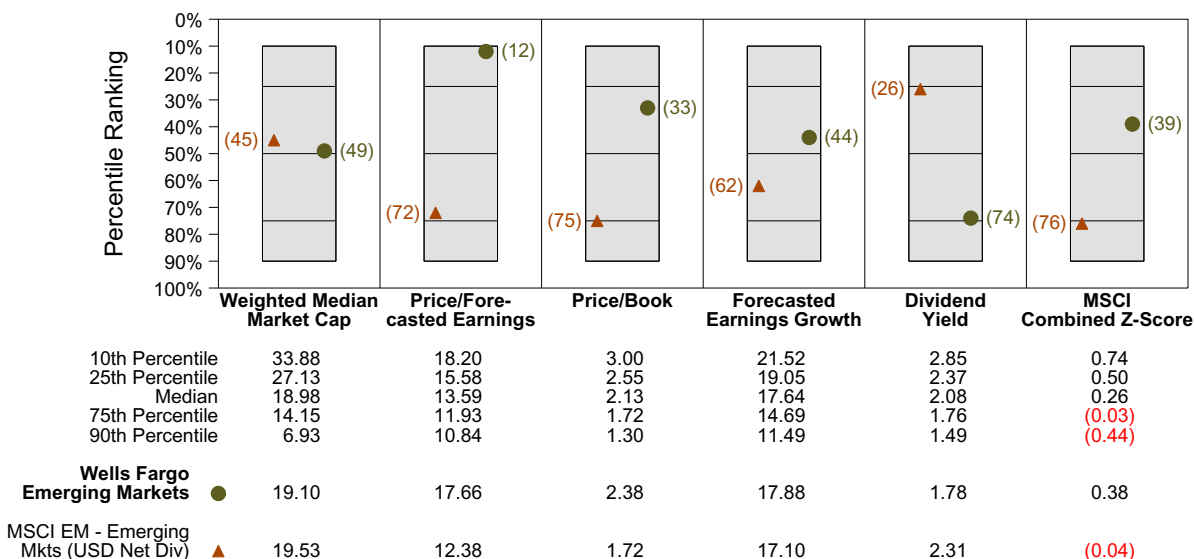 0%
10%
20%
30%
40%
50%
60%
70%
80%
90%
100%
Percentile Ranking
(45)
(49)
(12)
(72)
(33)
(75)
(44)
(62)
(26)
(74)
(39)
(76)
Weighted Median
Market Cap
Price/Fore-
casted Earnings
Price/Book
Forecasted
Earnings Growth
Dividend
Yield
MSCI
Combined Z-Score
10th Percentile 33.88 18.20 3.00 21.52 2.85 0.74
25th Percentile 27.13 15.58 2.55 19.05 2.37 0.50
Median 18.98 13.59 2.13 17.64 2.08 0.26
75th Percentile 14.15 11.93 1.72 14.69 1.76 (0.03)
90th Percentile 6.93 10.84 1.30 11.49 1.49 (0.44)
Wells Fargo
Emerging Markets 19.10 17.66 2.38 17.88 1.78 0.38
MSCI EM - Emerging
Mkts (USD Net Div) 19.53 12.38 1.72 17.10 2.31 (0.04)